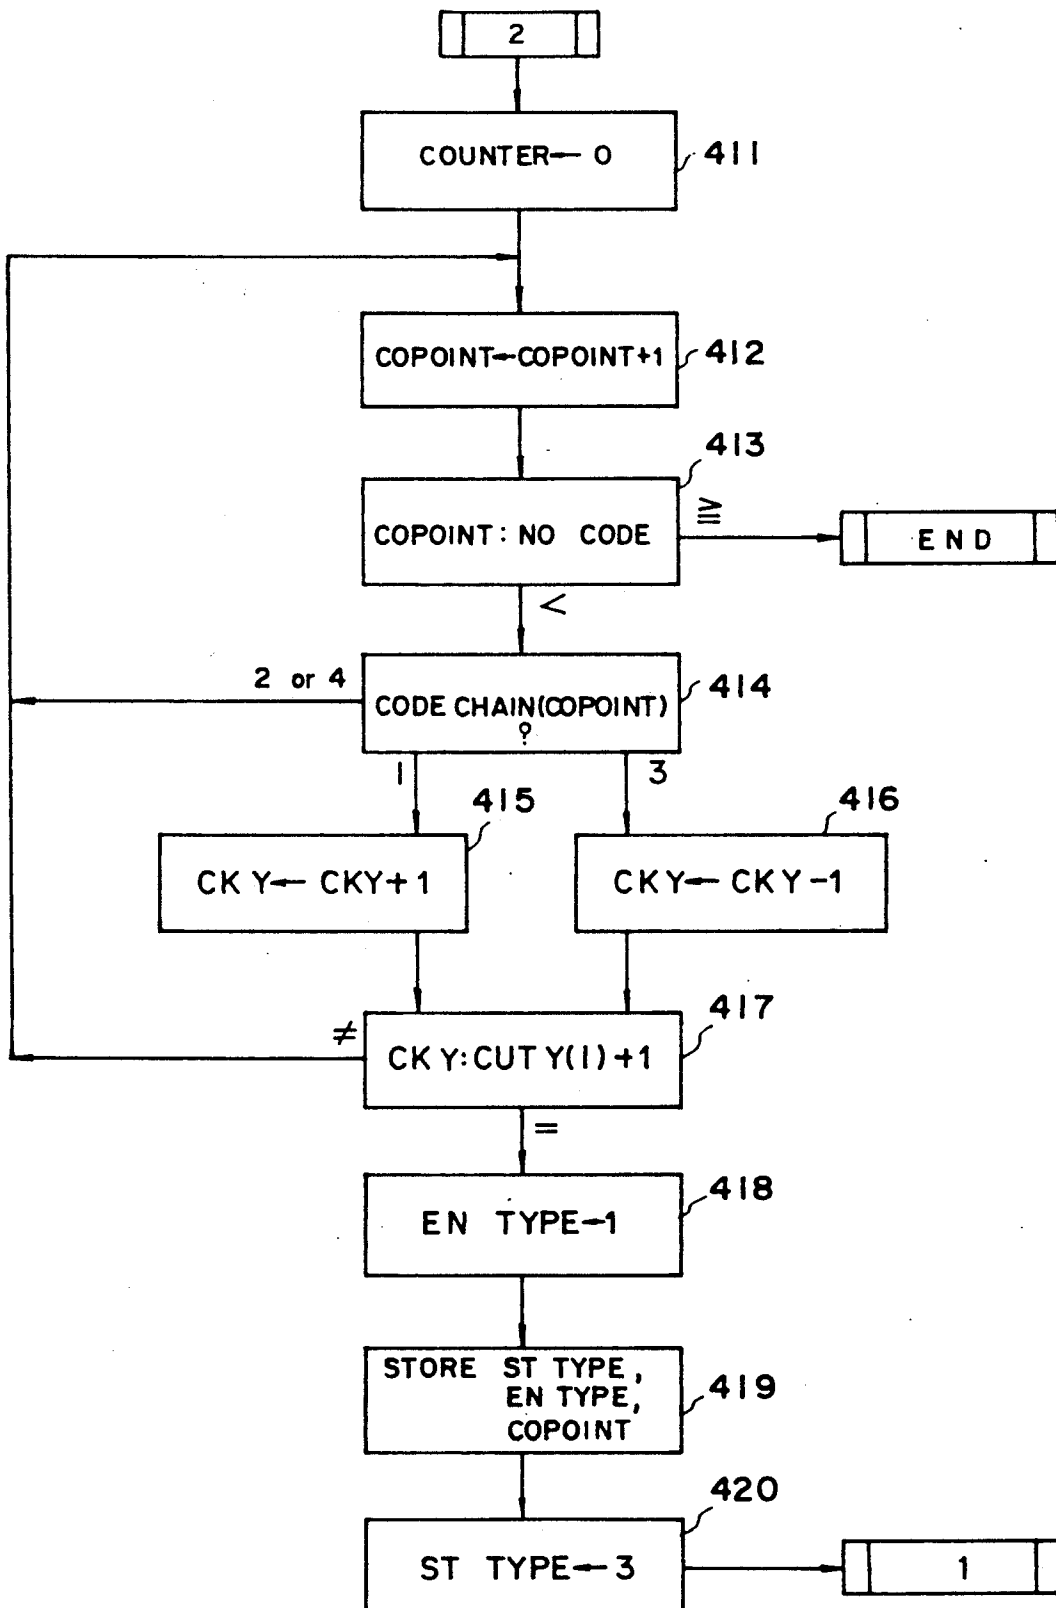 2
COUNTER← 0
411
COPOINT←COPOINT+1
412
413
COPOINT : NO CODE
≧
END
<
2 or 4
CODE CHAIN(COPOINT)
?
414
1
3
415
416
CKY← CKY+1
CKY← CKY-1
417
≠
CKY:CUTY(1)+1
=
418
EN TYPE←1
STORE ST TYPE,
EN TYPE,
COPOINT
419
420
ST TYPE←3
1